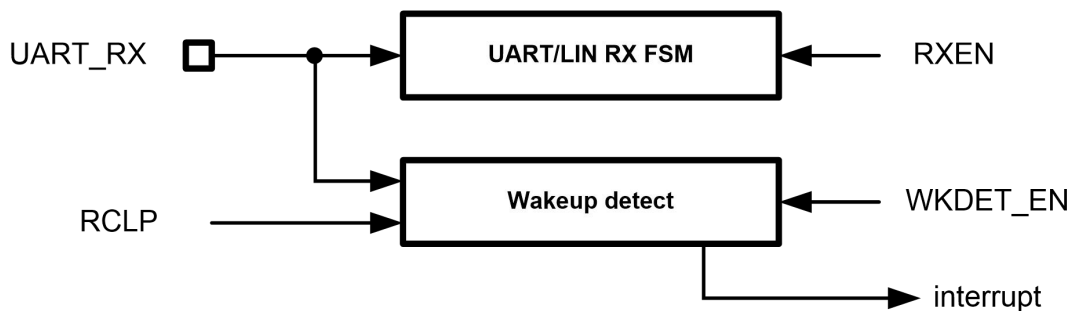 UART_RX
UART/LIN RX FSM
RXEN
Wakeup detect
WKDET_EN
RCLP
interrupt